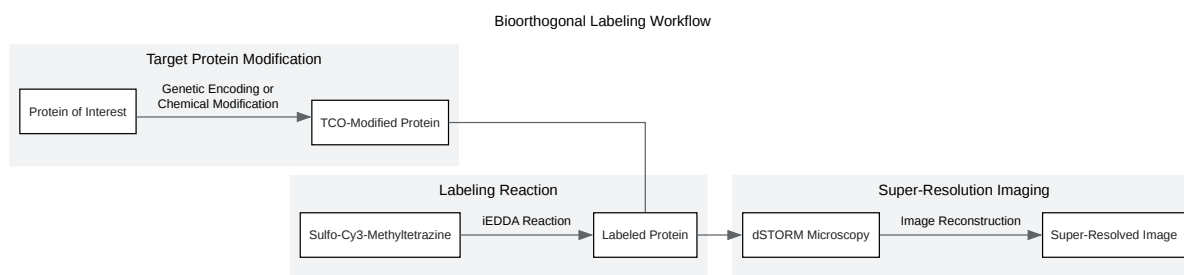 Bioorthogonal Labeling Workflow
Target Protein Modification
Protein of Interest
Genetic Encoding or
Chemical Modification
TCO-Modified Protein
Labeling Reaction
Sulfo-Cy3-Methyltetrazine
iEDDA Reaction
Labeled Protein
Super-Resolution Imaging
dSTORM Microscopy
Image Reconstruction
Super-Resolved Image